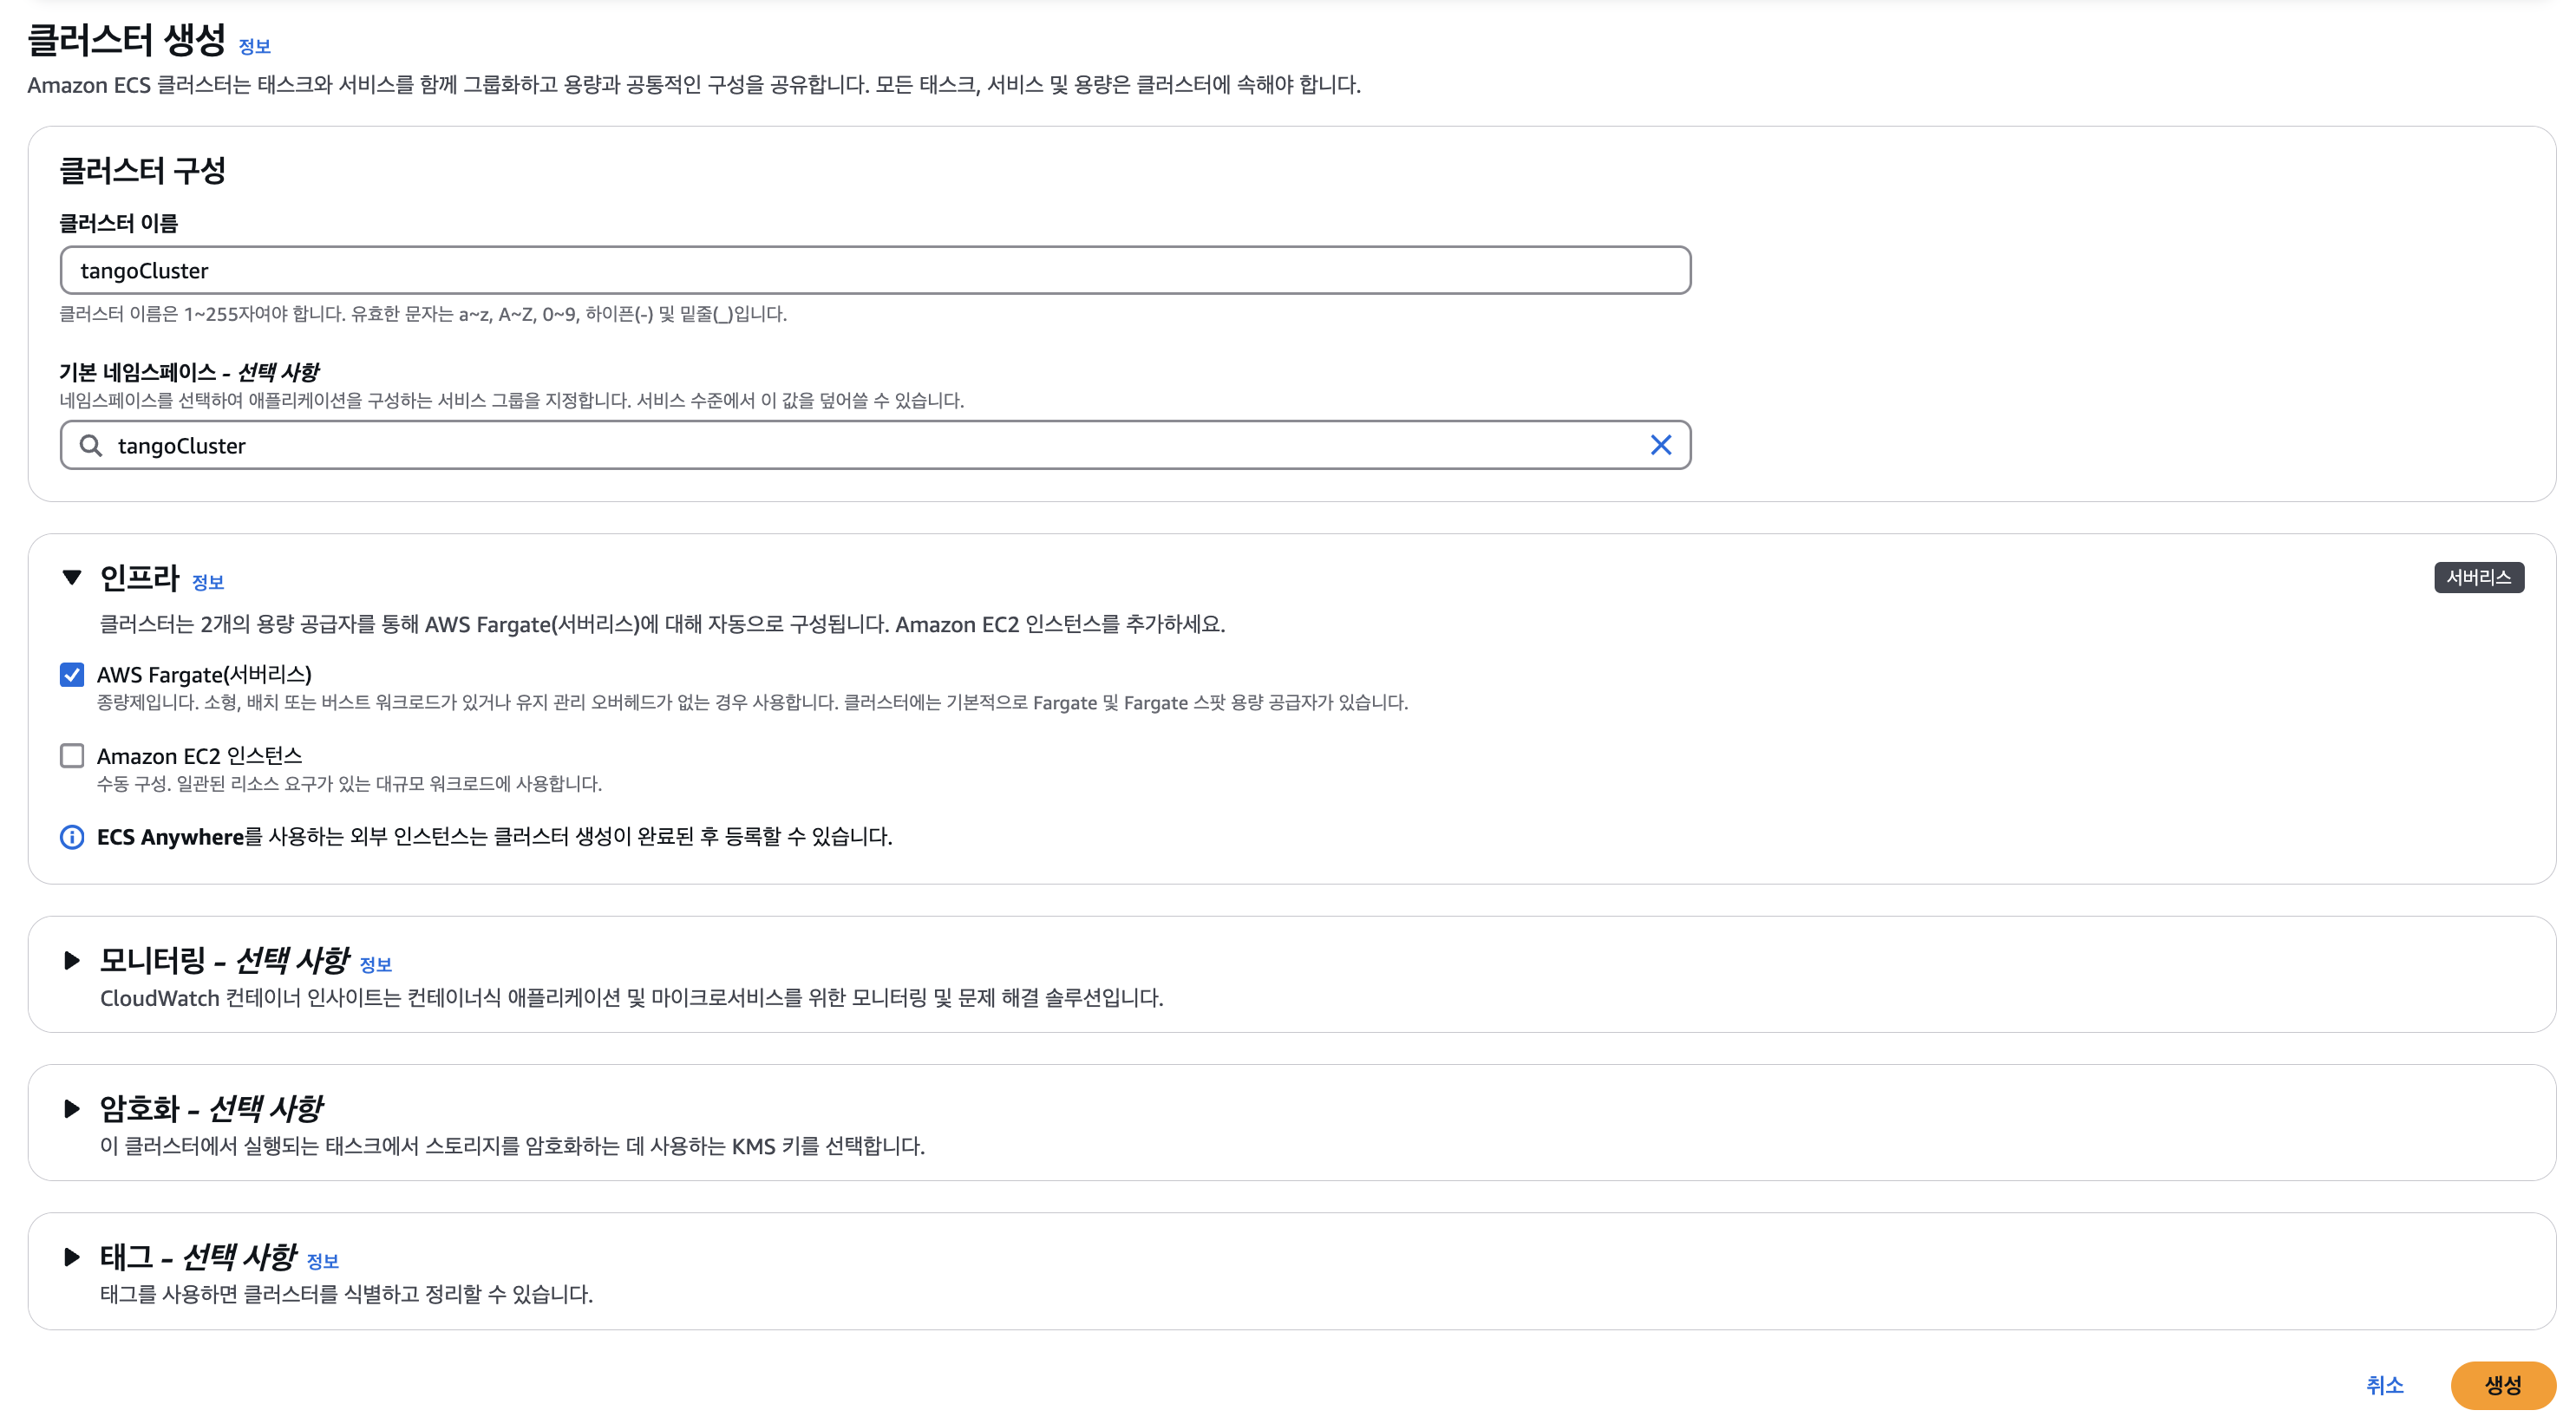 클러스터 생성 정보
Amazon ECS 클러스터는 태스크와 서비스를 함께 그룹화하고 용량과 공통적인 구성을 공유합니다. 모든 태스크, 서비스 및 용량은 클러스터에 속해야 합니다.
클러스터 구성
클러스터 이름
tangoCluster
클러스터 이름은 1~255자여야 합니다. 유효한 문자는 a~z, A~Z, 0~9, 하이픈(-) 및 밑줄(_)입니다.
기본 네임스페이스 - 선택 사항
네임스페이스를 선택하여 애플리케이션을 구성하는 서비스 그룹을 지정합니다. 서비스 수준에서 이 값을 덮어쓸 수 있습니다.
tangoCluster
인프라 정보
서버리스
클러스터는 2개의 용량 공급자를 통해 AWS Fargate(서버리스)에 대해 자동으로 구성됩니다. Amazon EC2 인스턴스를 추가하세요.
AWS Fargate(서버리스)
종량제입니다. 소형, 배치 또는 버스트 워크로드가 있거나 유지 관리 오버헤드가 없는 경우 사용합니다. 클러스터에는 기본적으로 Fargate 및 Fargate 스팟 용량 공급자가 있습니다.
Amazon EC2 인스턴스
수동 구성. 일관된 리소스 요구가 있는 대규모 워크로드에 사용합니다.
ECS Anywhere를 사용하는 외부 인스턴스는 클러스터 생성이 완료된 후 등록할 수 있습니다.
모니터링 - 선택 사항 정보
CloudWatch 컨테이너 인사이트는 컨테이너식 애플리케이션 및 마이크로서비스를 위한 모니터링 및 문제 해결 솔루션입니다.
암호화 - 선택 사항
이 클러스터에서 실행되는 태스크에서 스토리지를 암호화하는 데 사용하는 KMS 키를 선택합니다.
태그 - 선택 사항 정보
태그를 사용하면 클러스터를 식별하고 정리할 수 있습니다.
취소
생성